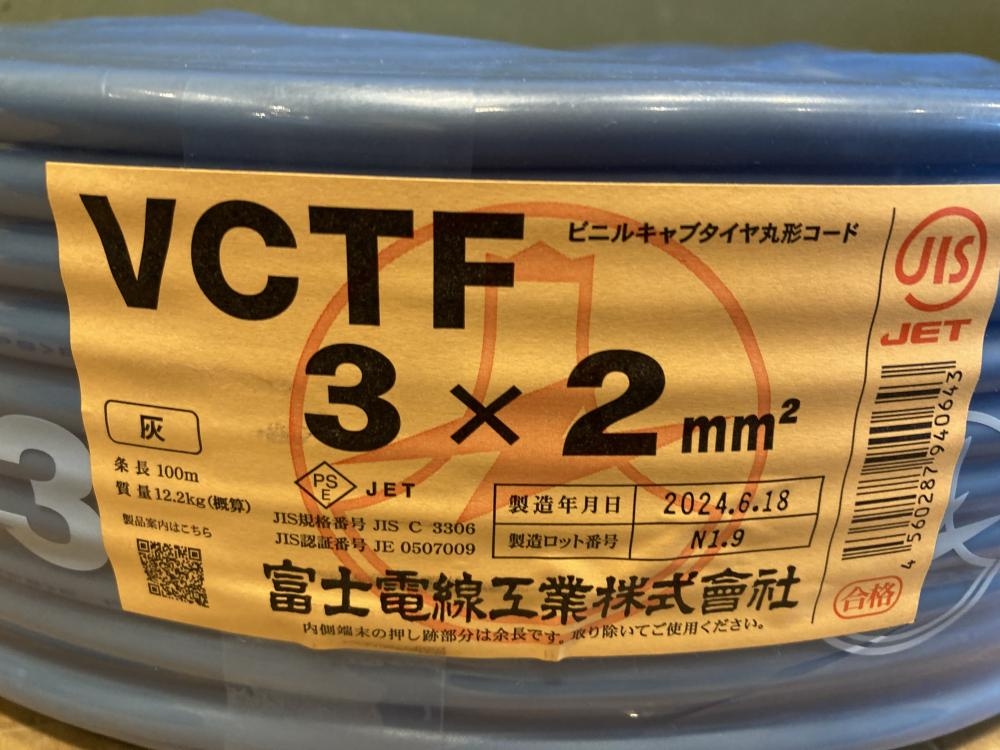 VCTF
ビニルキャブタイヤ丸形コード
3×2mm²
灰
条長 100m
質量12.2kg(概算)
製品案内はこちら
PS
E
JET
JIS規格番号 JIS C 3306
JIS認証番号 JE 0507009
製造年月日 2024.6.18
製造ロット番号 N1.9
富士電線工業株式會社
内側端末の押し跡部分は余長です。取り除いてご使用ください。
JIS
JET
4560287940643
合格
3